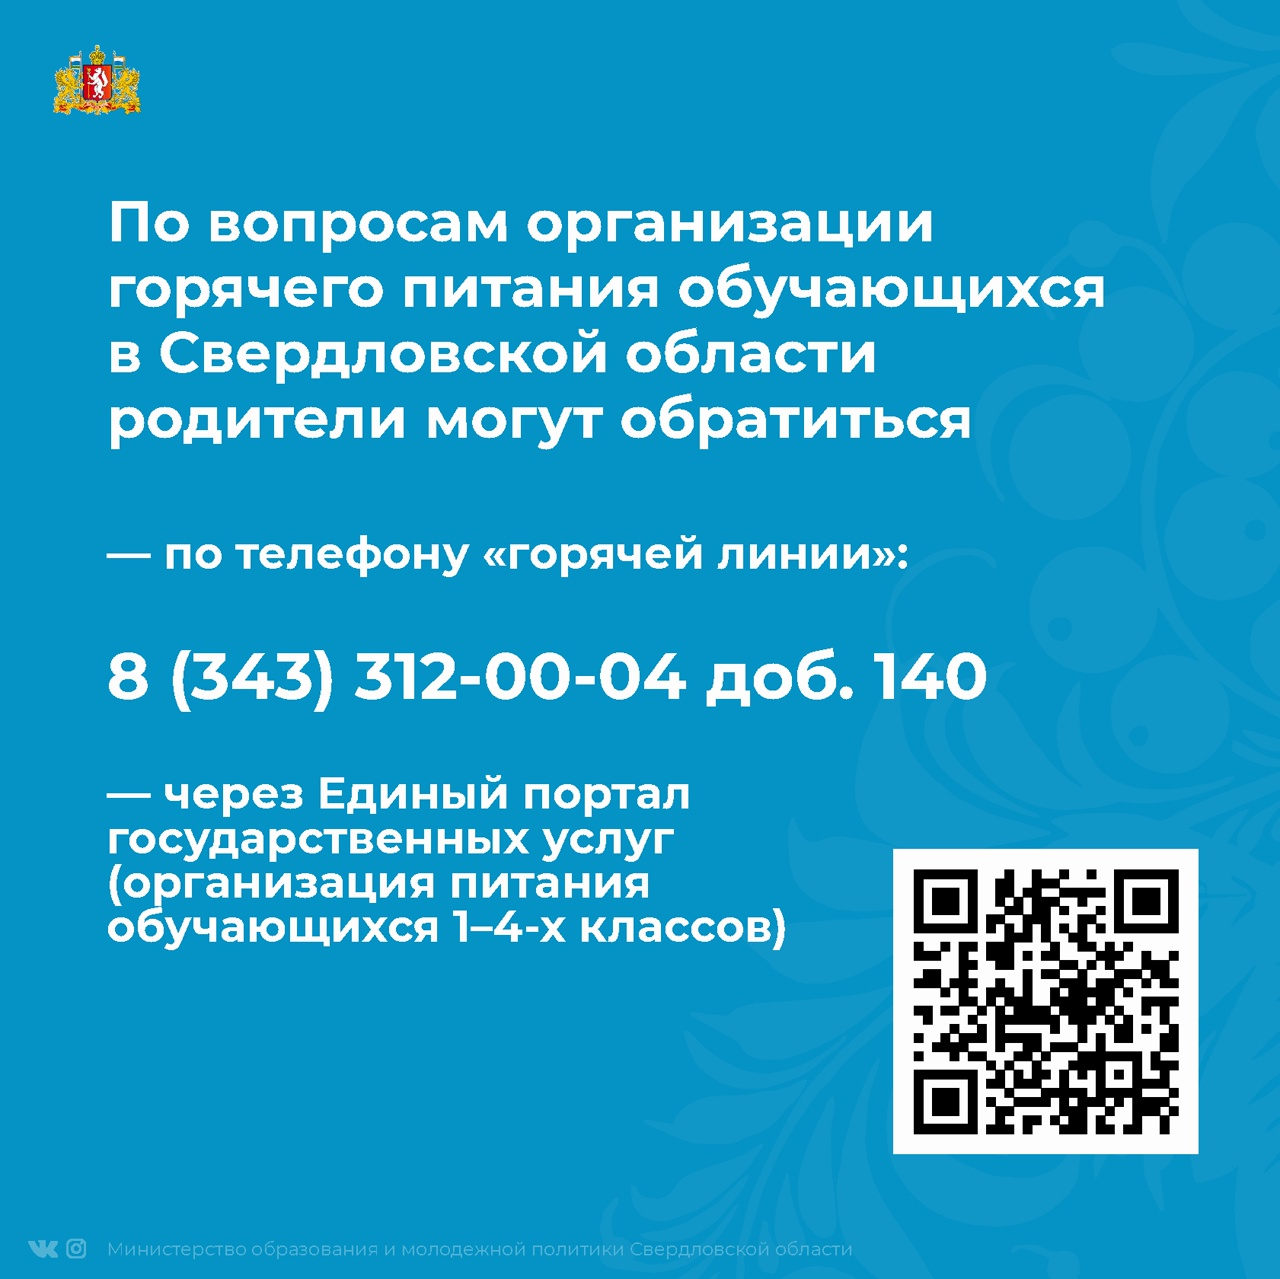 По вопросам организации
горячего питания обучающихся
в Свердловской области
родители могут обратиться
— по телефону «горячей линии»:
8 (343) 312-00-04 доб. 140
— через Единый портал
государственных услуг
(организация питания
обучающихся 1–4-х классов)
Министерство образования и молодежной политики Свердловской области